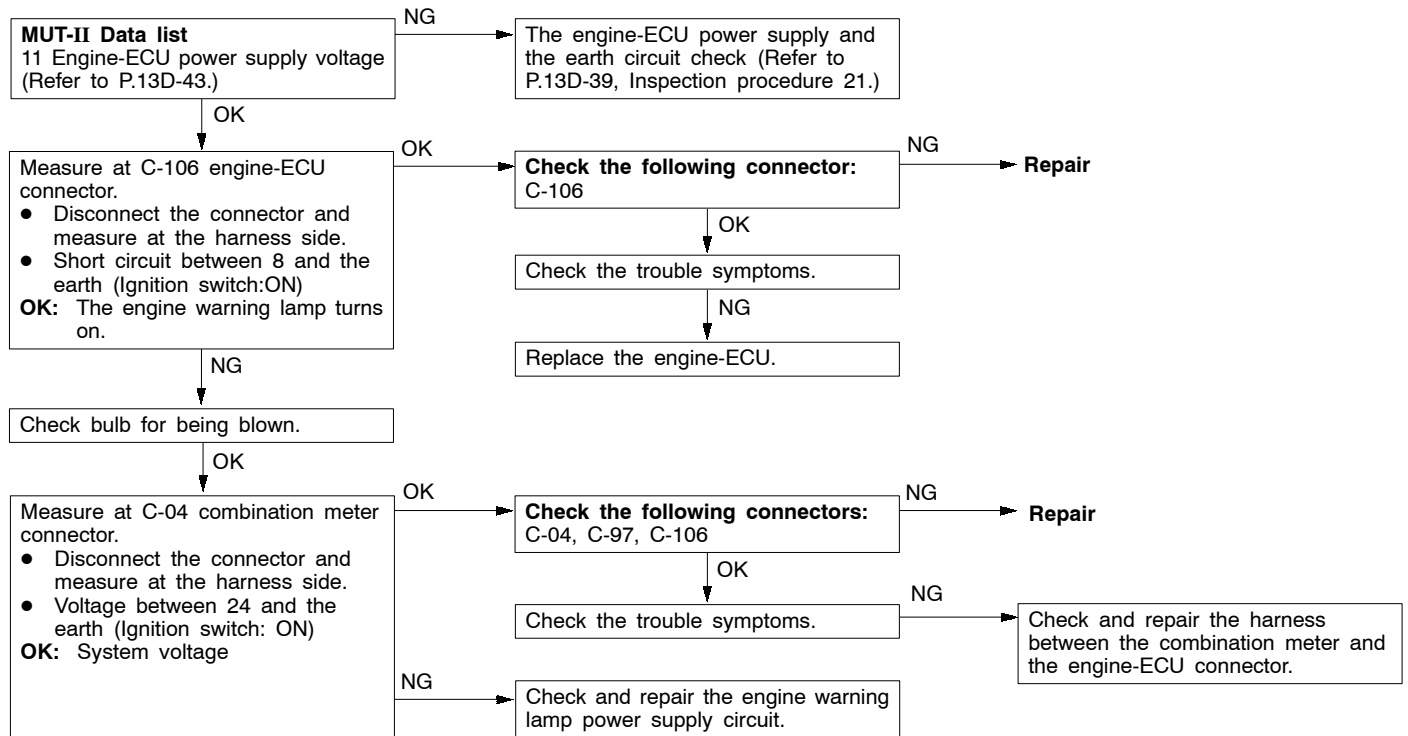 MUT-II Data list
11 Engine-ECU power supply voltage
(Refer to P.13D-43.)
NG
The engine-ECU power supply and
the earth circuit check (Refer to
P.13D-39, Inspection procedure 21.)
OK
Measure at C-106 engine-ECU
connector.
● Disconnect the connector and
measure at the harness side.
● Short circuit between 8 and the
earth (Ignition switch:ON)
OK: The engine warning lamp turns
on.
OK
Check the following connector:
C-106
NG
Repair
OK
Check the trouble symptoms.
NG
Replace the engine-ECU.
NG
Check bulb for being blown.
OK
Measure at C-04 combination meter
connector.
● Disconnect the connector and
measure at the harness side.
● Voltage between 24 and the
earth (Ignition switch: ON)
OK: System voltage
OK
Check the following connectors:
C-04, C-97, C-106
NG
Repair
OK
Check the trouble symptoms.
NG
Check and repair the harness
between the combination meter and
the engine-ECU connector.
NG
Check and repair the engine warning
lamp power supply circuit.